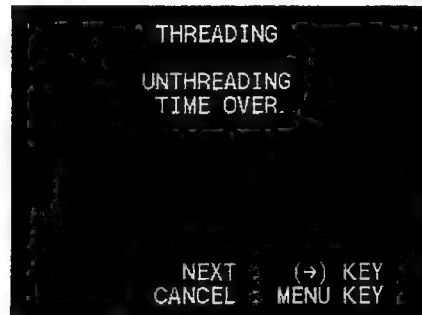 THREADING
UNTHREADING
TIME OVER.
NEXT : (→) KEY
CANCEL : MENU KEY